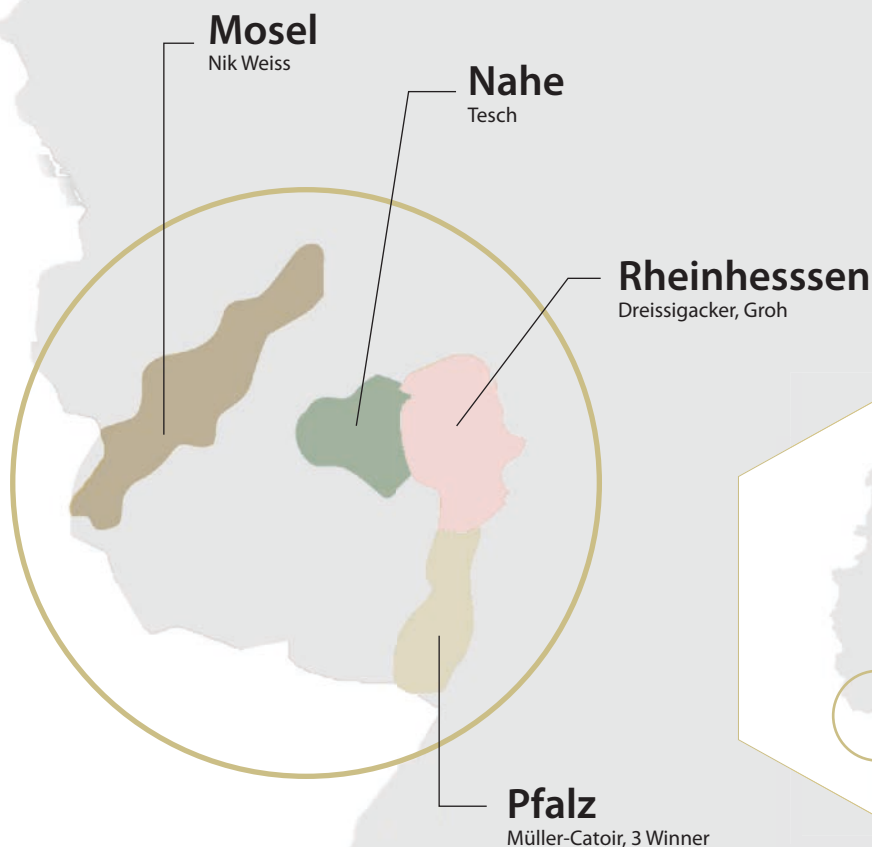 Mosel
Nik Weiss
Nahe
Tesch
Rheinhesssen
Dreissigacker, Groh
Pfalz
Müller-Catoir, 3 Winner